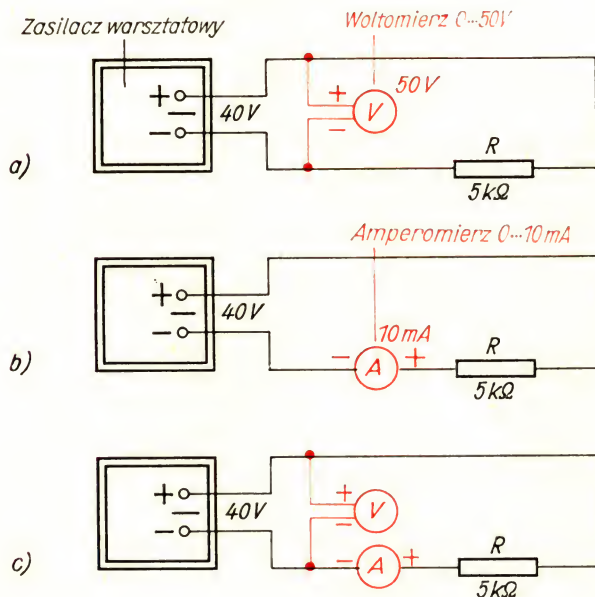 Zasilacz warsztatowy
Woltomierz 0...50V
+
40V
−
+
50V
V
−
a)
R
5kΩ
Amperomierz 0...10mA
+
40V
−
10mA
− A +
b)
R
5kΩ
+
40V
−
+
V
−
− A +
c)
R
5kΩ